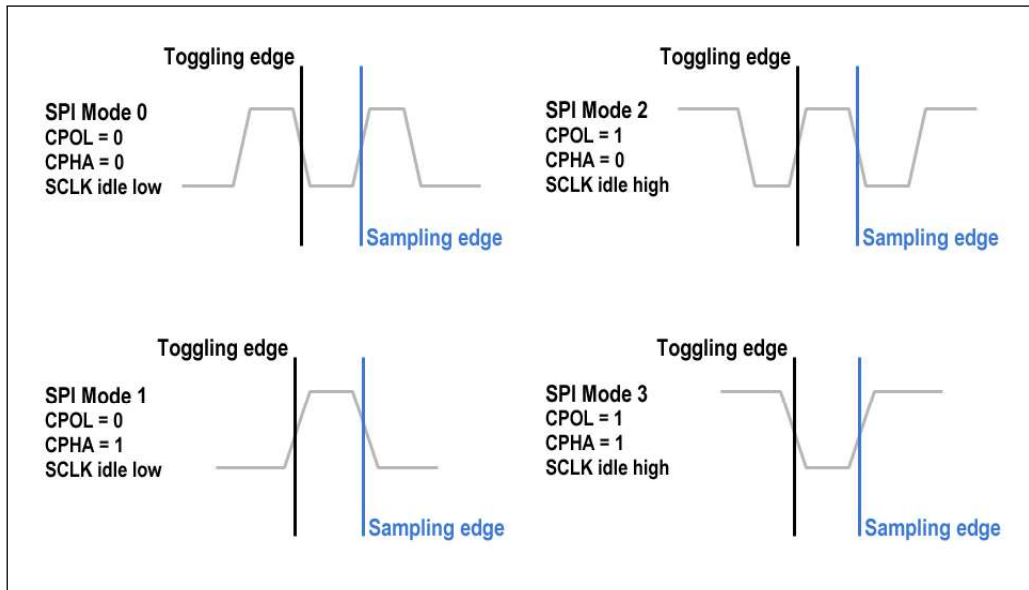 Toggling edge
SPI Mode 0
CPOL = 0
CPHA = 0
SCLK idle low
Sampling edge
Toggling edge
SPI Mode 2
CPOL = 1
CPHA = 0
SCLK idle high
Sampling edge
Toggling edge
SPI Mode 1
CPOL = 0
CPHA = 1
SCLK idle low
Sampling edge
Toggling edge
SPI Mode 3
CPOL = 1
CPHA = 1
SCLK idle high
Sampling edge